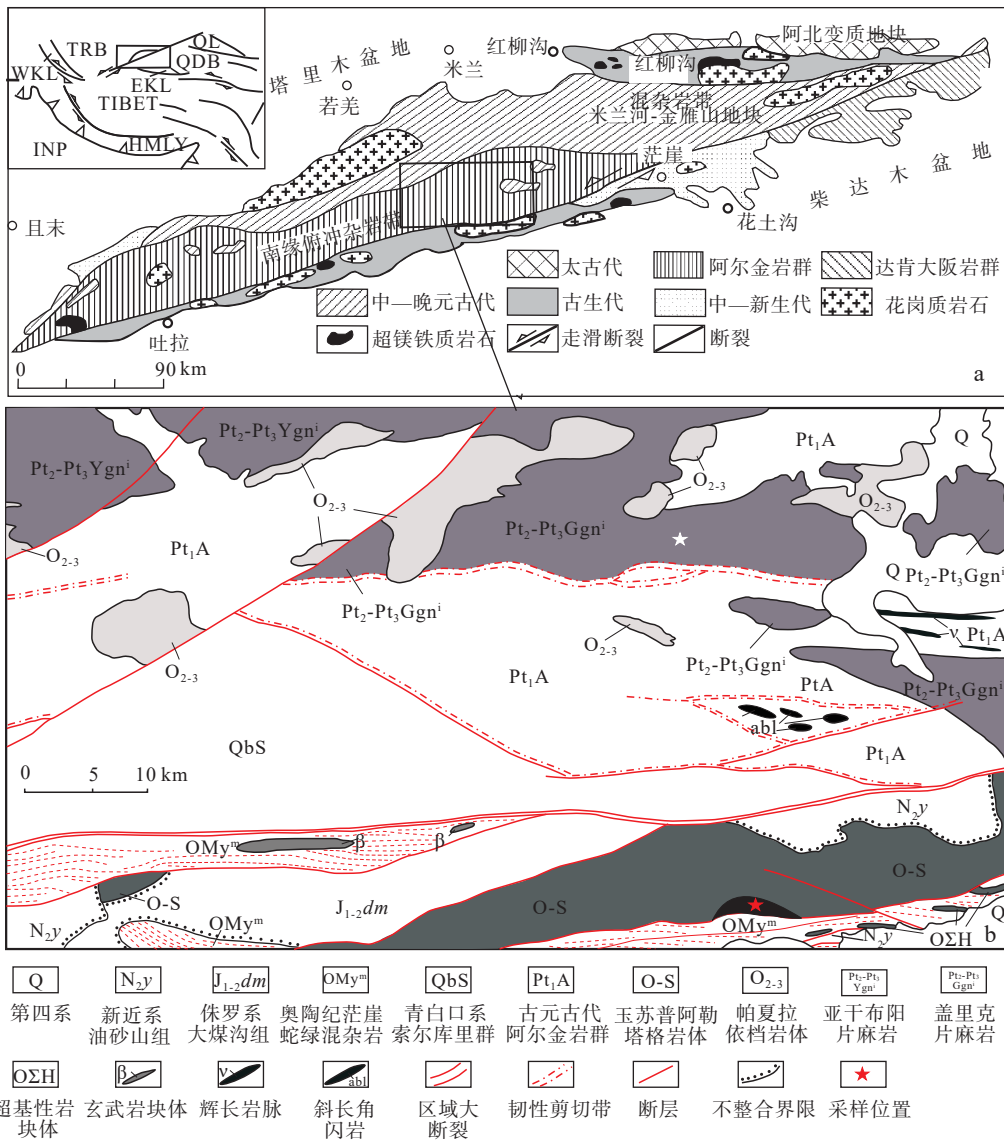 TRB
QL
QDB
WKL
EKL
TIBET
INP
HMLY
塔里木盆地
红柳沟
米兰
若羌
阿北变质地块
红柳沟
混杂岩带
米兰河-金雁山地块
茫崖
柴达木盆地
花土沟
且末
南缘俯冲杂岩带
吐拉
太古代
阿尔金岩群
达肯大阪岩群
中—晚元古代
古生代
中—新生代
花岗质岩石
超镁铁质岩石
走滑断裂
断裂
0 90 km
a
Pt₂-Pt₃Ygnⁱ
Pt₂-Pt₃Ygnⁱ
O₂₋₃
Pt₁A
Q
O₂₋₃
O₂₋₃
O₂₋₃
Pt₁A
Pt₂-Pt₃Ggnⁱ
Q
Pt₂-Pt₃Ggnⁱ
Pt₂-Pt₃Ggnⁱ
ν
Pt₁A
O₂₋₃
O₂₋₃
Pt₂-Pt₃Ggnⁱ
Pt₁A
PtA
Pt₂-Pt₃Ggnⁱ
abl
QbS
Pt₁A
0 5 10 km
N₂y
β
β
OMyᵐ
O-S
O-S
J₁₋₂dm
O-S
N₂y
OMyᵐ
OMyᵐ
N₂y
OΣH
Q
b
Q
N₂y
J₁₋₂dm
OMyᵐ
QbS
Pt₁A
O-S
O₂₋₃
Pt₂-Pt₃
Ygnⁱ
Pt₂-Pt₃
Ggnⁱ
第四系
新近系
油砂山组
侏罗系
大煤沟组
奥陶纪茫崖
蛇绿混杂岩
青白口系
索尔库里群
古元古代
阿尔金岩群
玉苏普阿勒
塔格岩体
帕夏拉
依档岩体
亚干布阳
片麻岩
盖里克
片麻岩
OΣH
β
ν
abl
超基性岩
块体
玄武岩块体
辉长岩脉
斜长角
闪岩
区域大
断裂
韧性剪切带
断层
不整合界限
采样位置